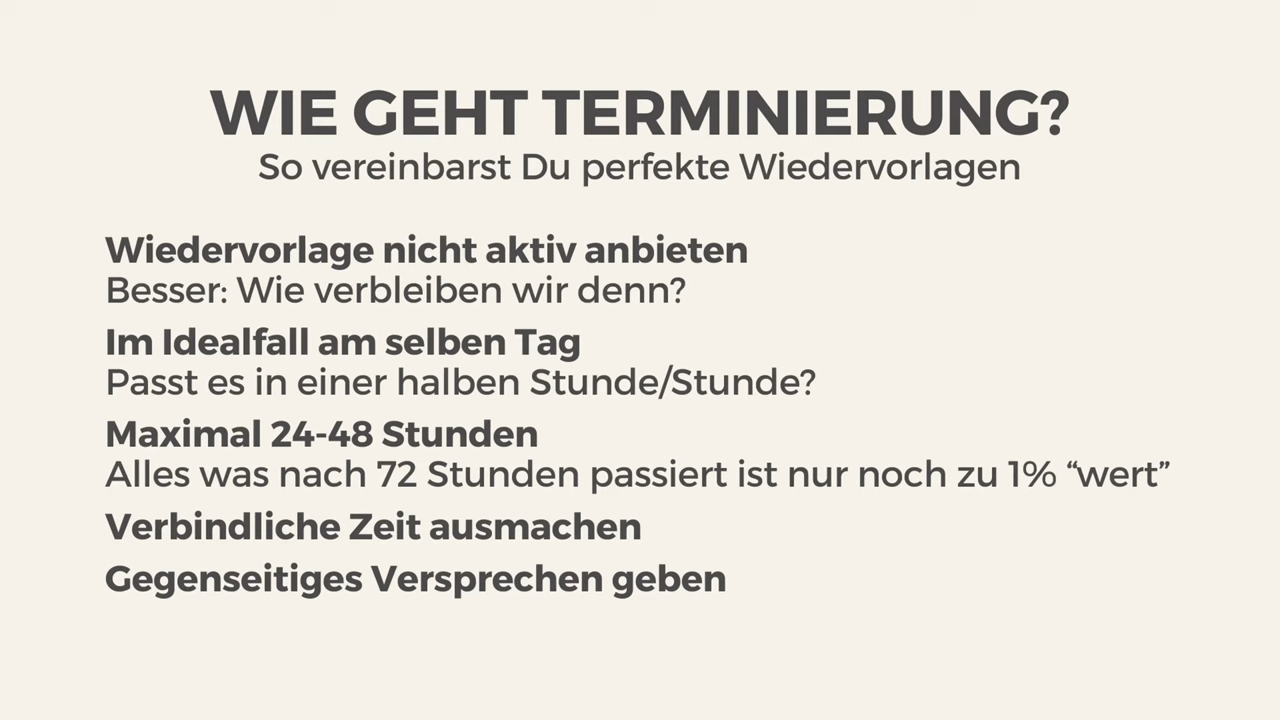 WIE GEHT TERMINIERUNG?
So vereinbarst Du perfekte Wiedervorlagen
Wiedervorlage nicht aktiv anbieten
Besser: Wie verbleiben wir denn?
Im Idealfall am selben Tag
Passt es in einer halben Stunde/Stunde?
Maximal 24-48 Stunden
Alles was nach 72 Stunden passiert ist nur noch zu 1% “wert”
Verbindliche Zeit ausmachen
Gegenseitiges Versprechen geben